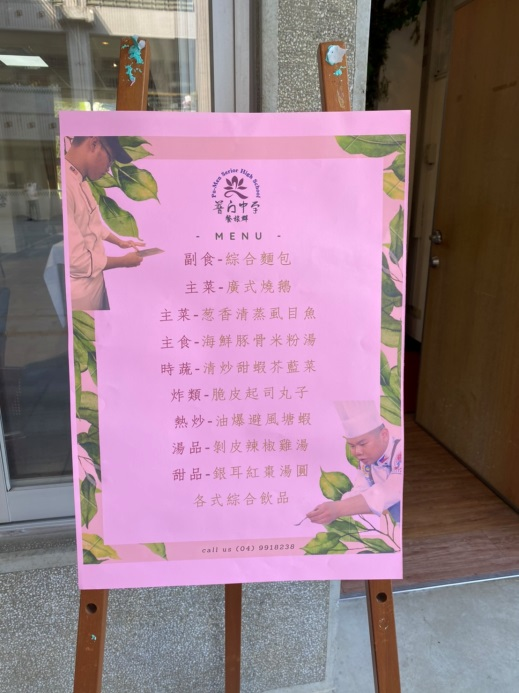 Pu-Men Senior High School
普門中学
餐旅群
- MENU -
副食-綜合麵包
主菜-廣式燒鵝
主菜-蔥香清蒸虱目魚
主食-海鮮豚骨米粉湯
時蔬-清炒甜蝦芥藍菜
炸類-脆皮起司丸子
熱炒-油爆避風塘蝦
湯品-剝皮辣椒雞湯
甜品-銀耳紅棗湯圓
各式綜合飲品
call us (04) 9918238